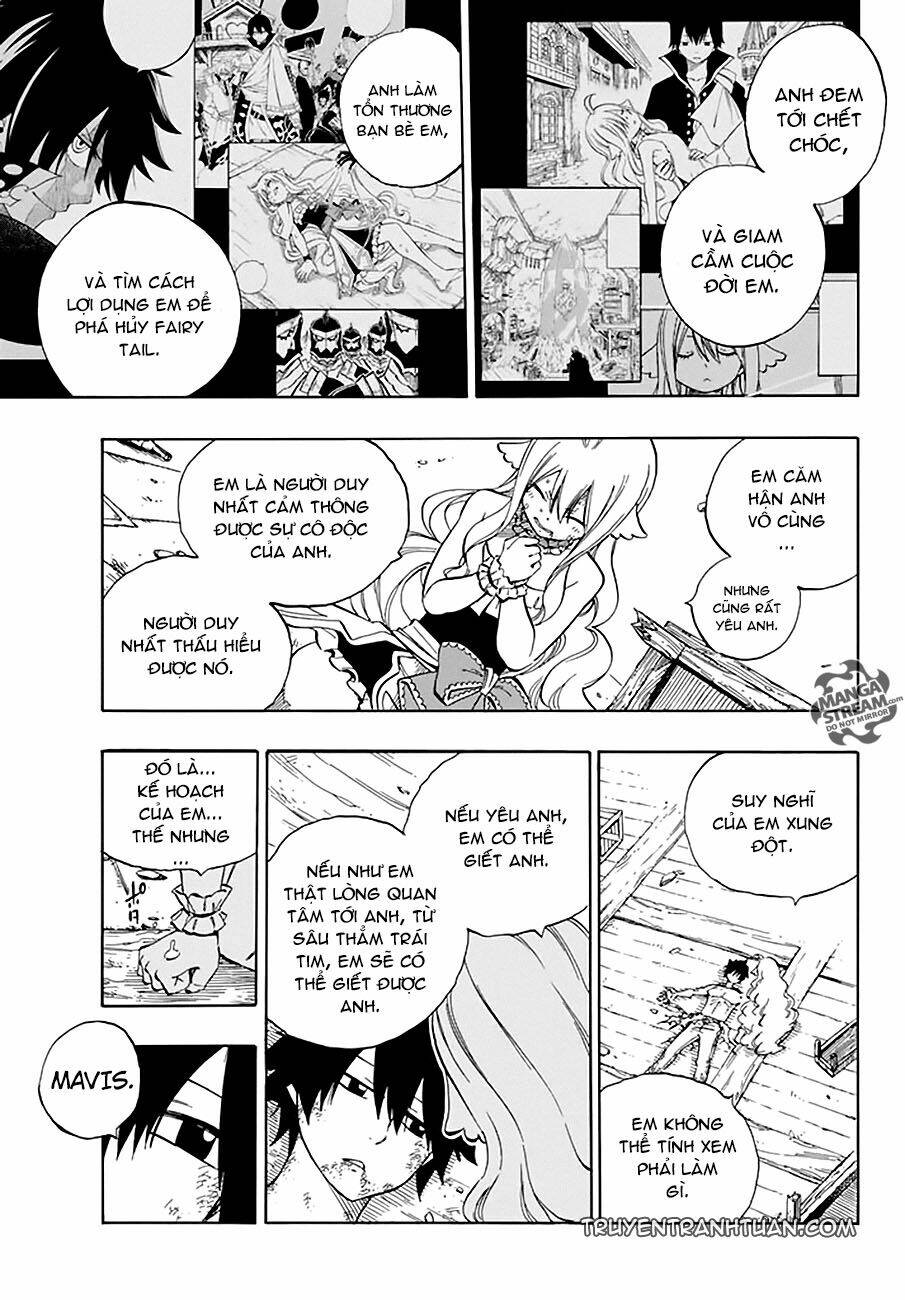 ANH ĐEM
TỚI CHẾT
CHÓC,
VÀ GIAM
CẦM CUỘC
ĐỜI EM.
ANH LÀM
TỔN THƯƠNG
BẠN BÈ EM,
VÀ TÌM CÁCH
LỢI DỤNG EM ĐỂ
PHÁ HỦY FAIRY
TAIL.
EM CĂM
HẬN ANH
VÔ CÙNG
...
NHƯNG
CŨNG RẤT
YÊU ANH.
EM LÀ NGƯỜI DUY
NHẤT CẢM THÔNG
ĐƯỢC SỰ CÔ ĐỘC
CỦA ANH.
NGƯỜI DUY
NHẤT THẤU HIỂU
ĐƯỢC NÓ.
MANGA
STREAM.COM
DO NOT MIRROR
SUY NGHĨ
CỦA EM XUNG
ĐỘT.
EM KHÔNG
THỂ TÍNH XEM
PHẢI LÀM
GÌ.
NẾU YÊU ANH,
EM CÓ THỂ
GIẾT ANH.
NẾU NHƯ EM
THẬT LÒNG QUAN
TÂM TỚI ANH, TỪ
SÂU THẲM TRÁI
TIM, EM SẼ CÓ
THỂ GIẾT ĐƯỢC
ANH.
ĐÓ LÀ...
KẾ HOẠCH
CỦA EM...
THẾ NHƯNG
...
MAVIS.
TRUYENTRANHTUAN.COM